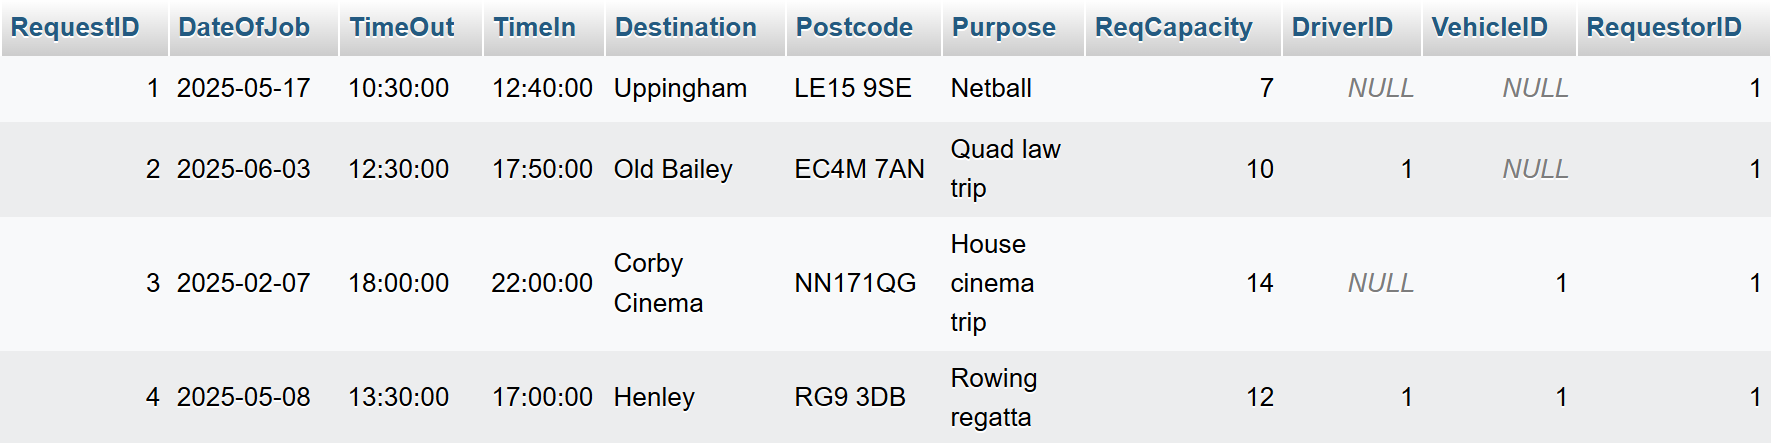 RequestID DateOfJob TimeOut TimeIn Destination Postcode Purpose ReqCapacity DriverID VehicleID RequestorID
1 2025-05-17 10:30:00 12:40:00 Uppingham LE15 9SE Netball 7 NULL NULL 1
2 2025-06-03 12:30:00 17:50:00 Old Bailey EC4M 7AN Quad law trip 10 1 NULL 1
3 2025-02-07 18:00:00 22:00:00 Corby Cinema NN171QG House cinema trip 14 NULL 1 1
4 2025-05-08 13:30:00 17:00:00 Henley RG9 3DB Rowing regatta 12 1 1 1